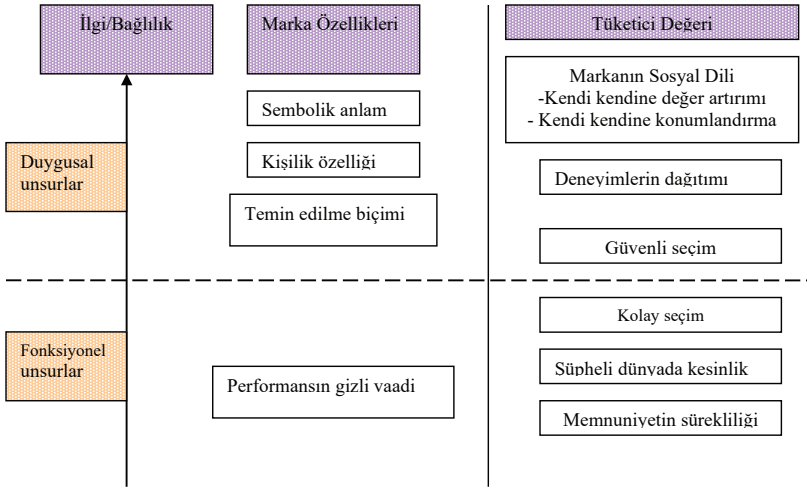 İlgi/Bağlılık
Marka Özellikleri
Tüketici Değeri
Duygusal
unsurlar
Sembolik anlam
Kişilik özelliği
Temin edilme biçimi
Markanın Sosyal Dili
-Kendi kendine değer artırımı
- Kendi kendine konumlandırma
Deneyimlerin dağıtımı
Güvenli seçim
Fonksiyonel
unsurlar
Performansın gizli vaadi
Kolay seçim
Süpheli dünyada kesinlik
Memnuniyetin sürekliliği